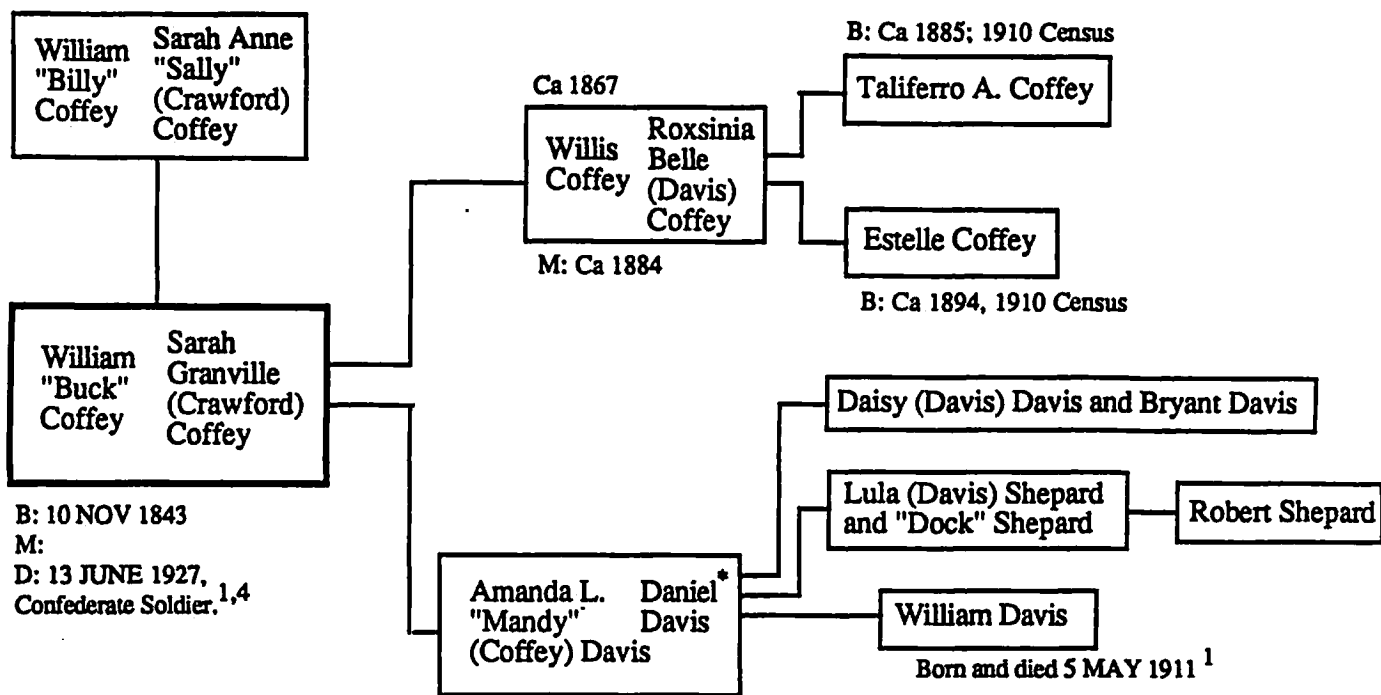 William
"Billy"
Coffey
Sarah Anne
"Sally"
(Crawford)
Coffey
William
"Buck"
Coffey
Sarah
Granville
(Crawford)
Coffey
B: 10 NOV 1843
M:
D: 13 JUNE 1927,
Confederate Soldier.1,4
Ca 1867
Willis
Coffey
Roxsinia
Belle
(Davis)
Coffey
M: Ca 1884
B: Ca 1885; 1910 Census
Taliferro A. Coffey
Estelle Coffey
B: Ca 1894, 1910 Census
Amanda L.
"Mandy"
(Coffey) Davis
Daniel*
Davis
Daisy (Davis) Davis and Bryant Davis
Lula (Davis) Shepard
and "Dock" Shepard
Robert Shepard
William Davis
Born and died 5 MAY 1911 1